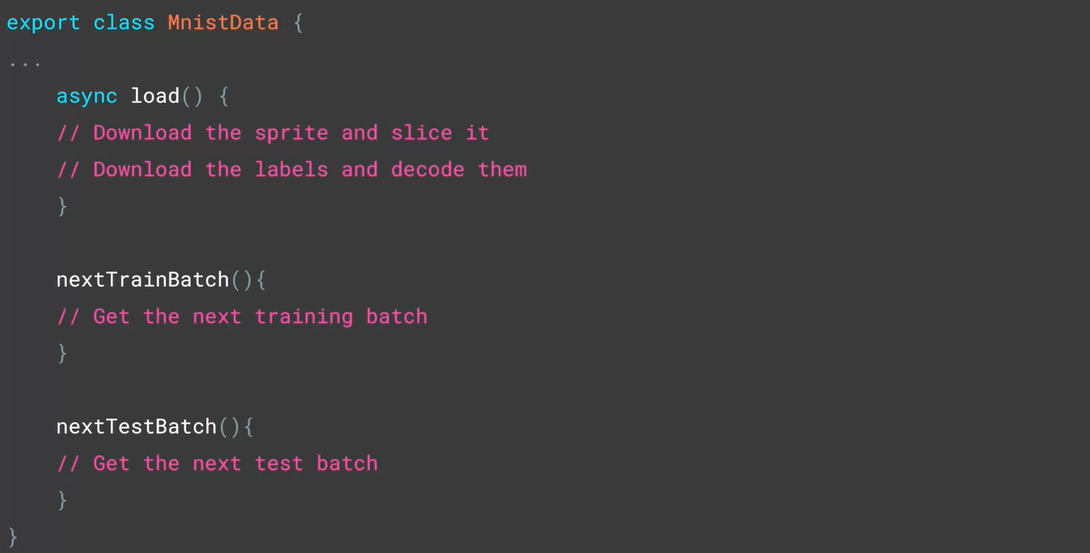 export class MnistData {
...
async load() {
// Download the sprite and slice it
// Download the labels and decode them
}
nextTrainBatch(){
// Get the next training batch
}
nextTestBatch(){
// Get the next test batch
}
}